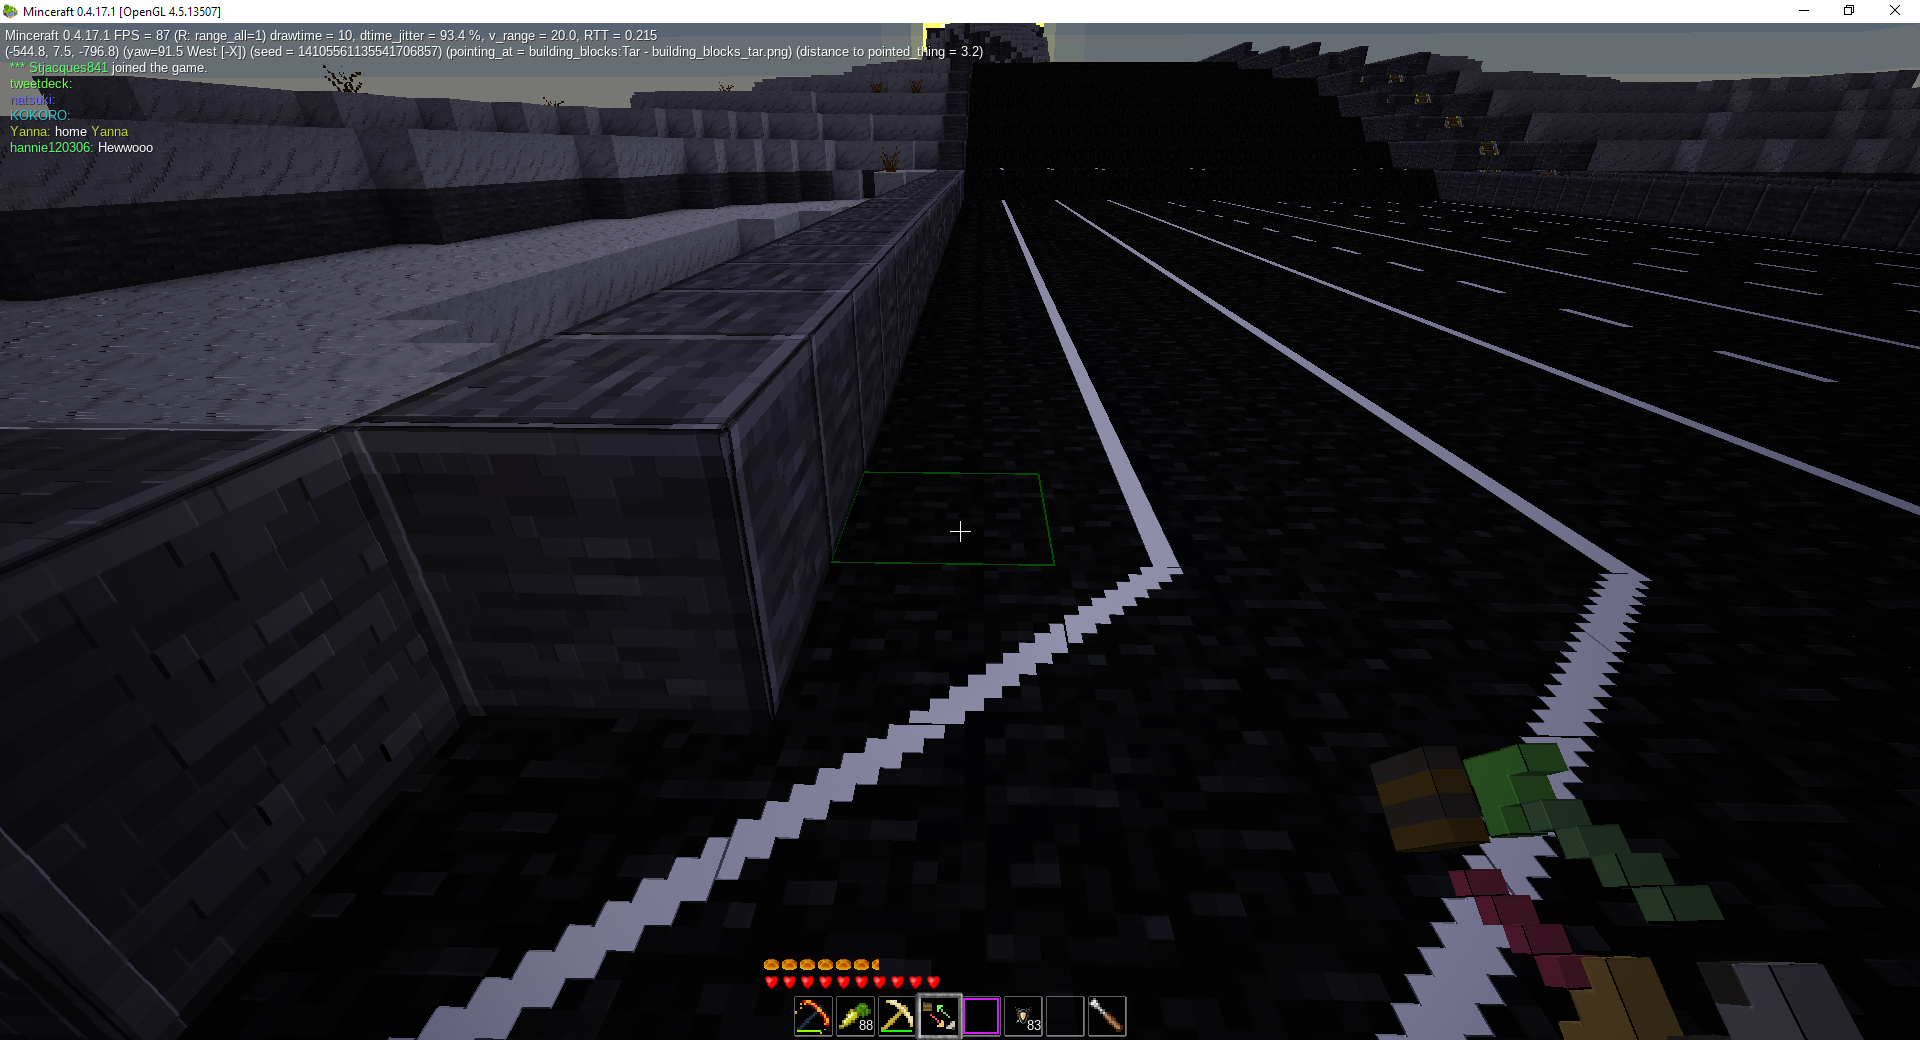 Minceraft 0.4.17.1 [OpenGL 4.5.13507]
Minceraft 0.4.17.1 FPS = 87 (R: range_all=1) drawtime = 10, dtime_jitter = 93.4 %, v_range = 20.0, RTT = 0.215
(-544.8, 7.5, -796.8) (yaw=91.5 West [-X]) (seed = 14105561135541706857) (pointing_at = building_blocks:Tar - building_blocks_tar.png) (distance to pointed_thing = 3.2)
*** Stjacques841 joined the game.
tweetdeck:
natsuki:
KOKORO:
Yanna: home Yanna
hannie120306: Hewwooo
88
83